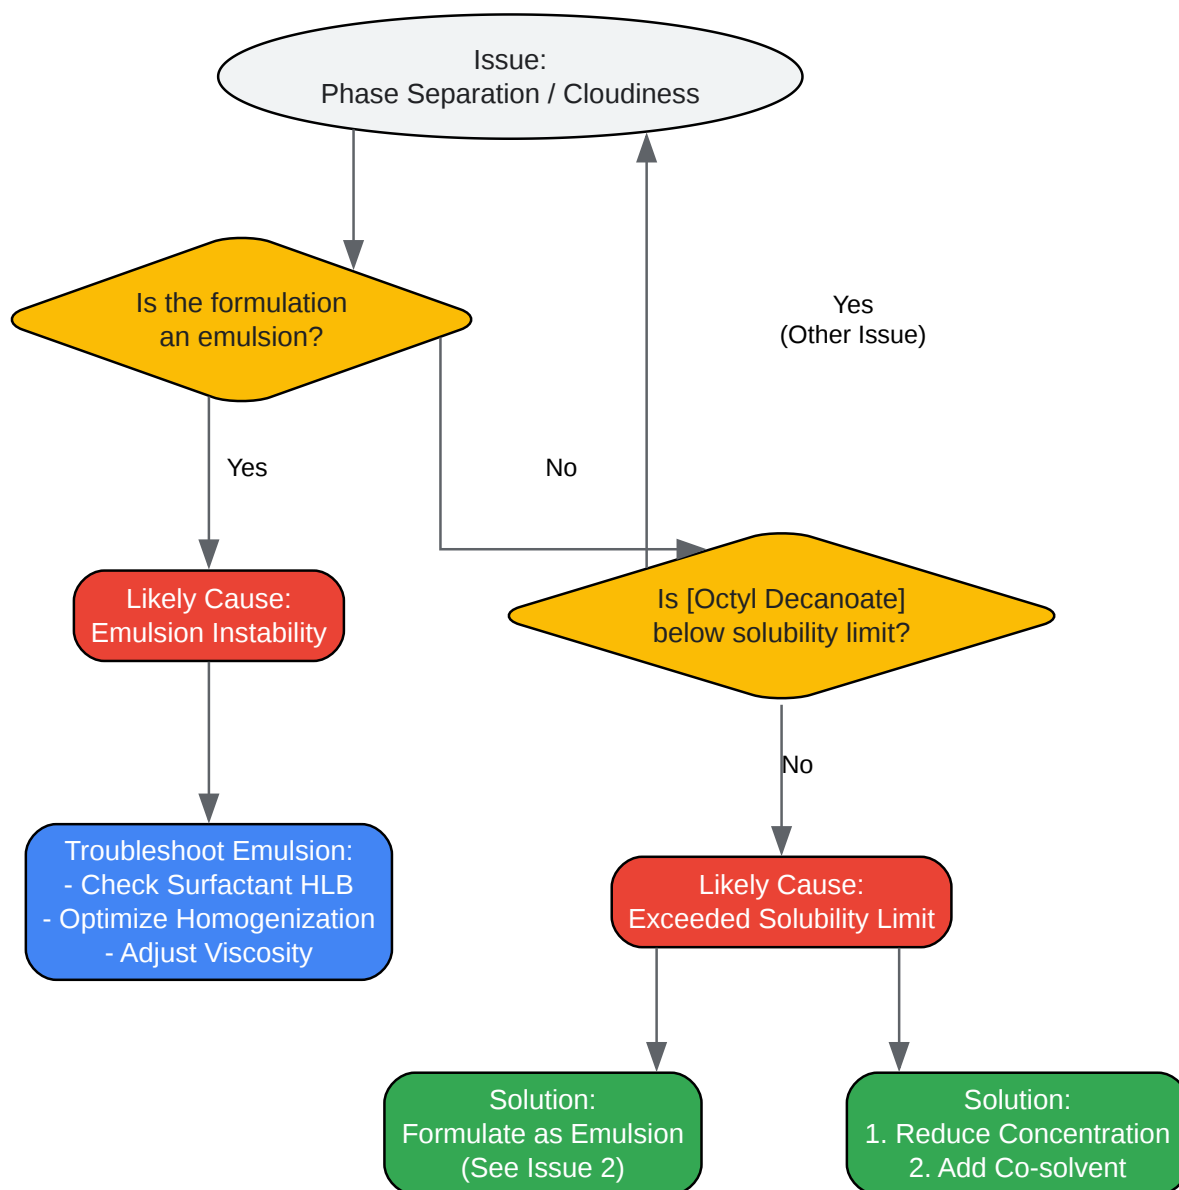 Issue:
Phase Separation / Cloudiness
Is the formulation
an emulsion?
Yes
(Other Issue)
Yes
No
Likely Cause:
Emulsion Instability
Is [Octyl Decanoate]
below solubility limit?
No
Troubleshoot Emulsion:
- Check Surfactant HLB
- Optimize Homogenization
- Adjust Viscosity
Likely Cause:
Exceeded Solubility Limit
Solution:
Formulate as Emulsion
(See Issue 2)
Solution:
1. Reduce Concentration
2. Add Co-solvent